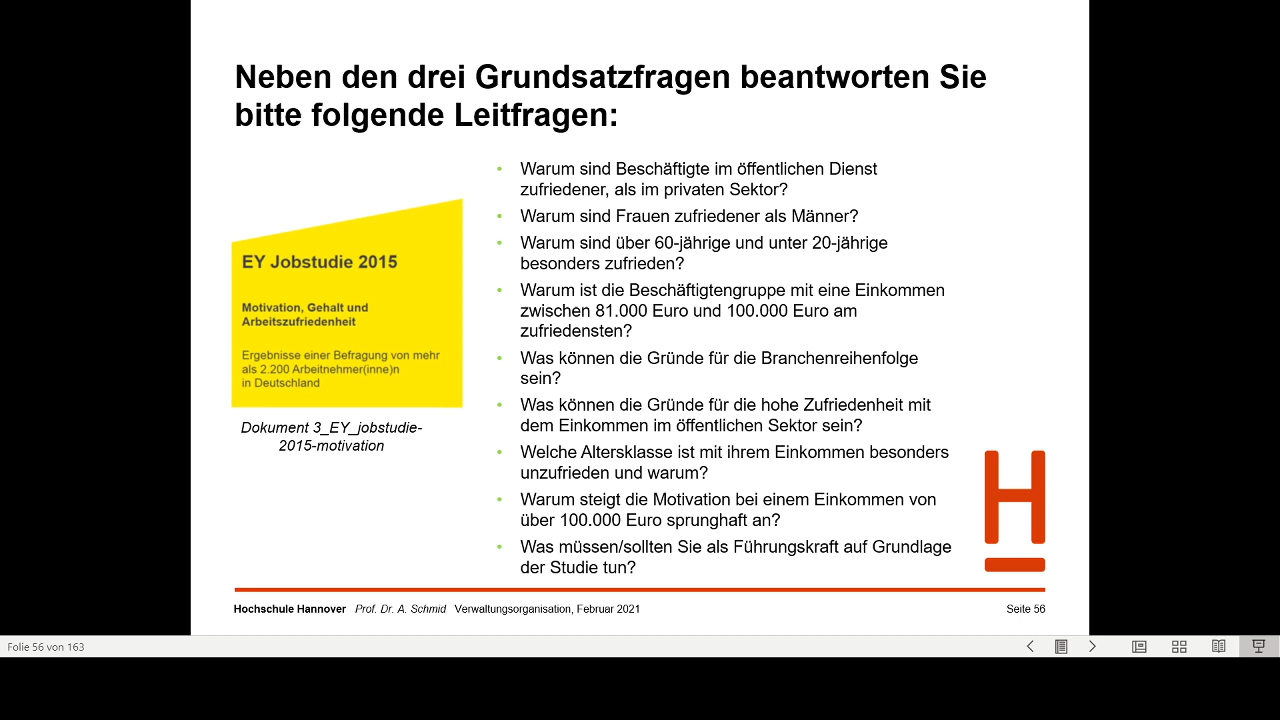 Neben den drei Grundsatzfragen beantworten Sie
bitte folgende Leitfragen:
EY Jobstudie 2015
Motivation, Gehalt und
Arbeitszufriedenheit
Ergebnisse einer Befragung von mehr
als 2.200 Arbeitnehmer(inne)n
in Deutschland
Dokument 3_EY_jobstudie-
2015-motivation
• Warum sind Beschäftigte im öffentlichen Dienst
zufriedener, als im privaten Sektor?
• Warum sind Frauen zufriedener als Männer?
• Warum sind über 60-jährige und unter 20-jährige
besonders zufrieden?
• Warum ist die Beschäftigtengruppe mit eine Einkommen
zwischen 81.000 Euro und 100.000 Euro am
zufriedensten?
• Was können die Gründe für die Branchenreihenfolge
sein?
• Was können die Gründe für die hohe Zufriedenheit mit
dem Einkommen im öffentlichen Sektor sein?
• Welche Altersklasse ist mit ihrem Einkommen besonders
unzufrieden und warum?
• Warum steigt die Motivation bei einem Einkommen von
über 100.000 Euro sprunghaft an?
• Was müssen/sollten Sie als Führungskraft auf Grundlage
der Studie tun?
H
Hochschule Hannover Prof. Dr. A. Schmid Verwaltungsorganisation, Februar 2021 Seite 56
Folie 56 von 163